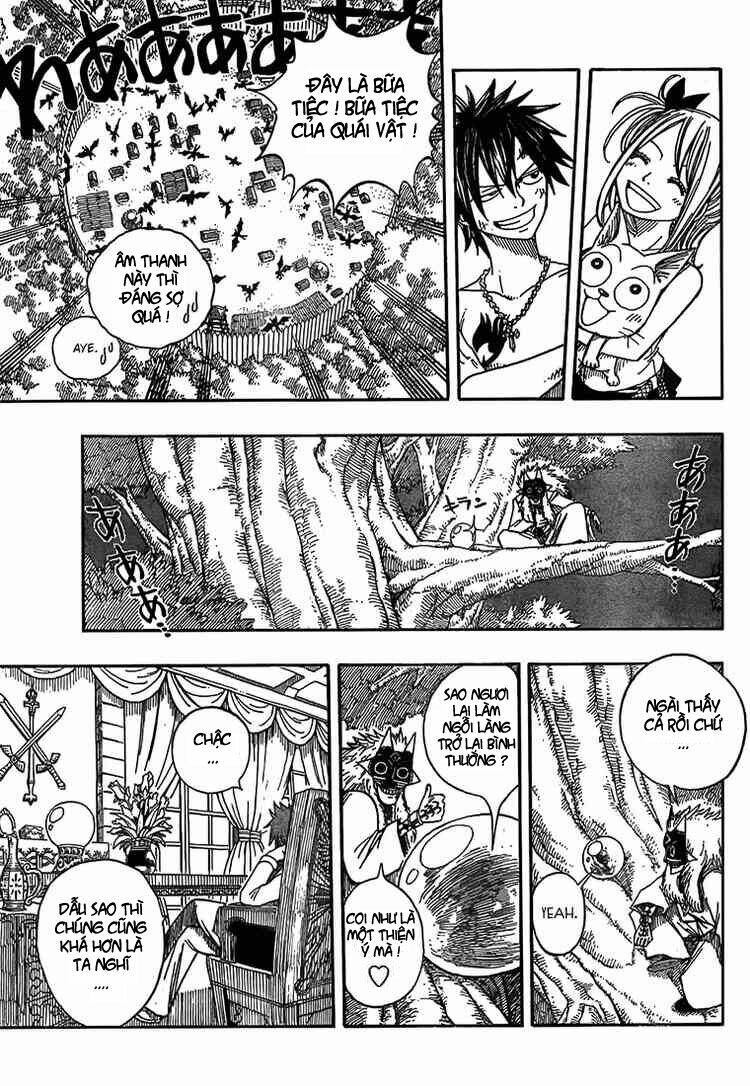 わあああああ
ĐÂY LÀ BỮA
TIỆC ! BỮA TIỆC
CỦA QUÁI VẬT !
ÂM THANH
NÀY THÌ
ĐÁNG SỢ
QUÁ !
AYE.
あああ…
キラン
あああ…
NGÀI THẤY
CẢ RỒI CHỨ
...
YEAH.
SAO NGƯƠI
LẠI LÀM
NGÔI LÀNG
TRỞ LẠI BÌNH
THƯỜNG ?
COI NHƯ LÀ
MỘT THIỆN
Ý MÀ !
♡
CHẬC
...
DẪU SAO THÌ
CHÚNG CŨNG
KHÁ HƠN LÀ
TA NGHĨ
....